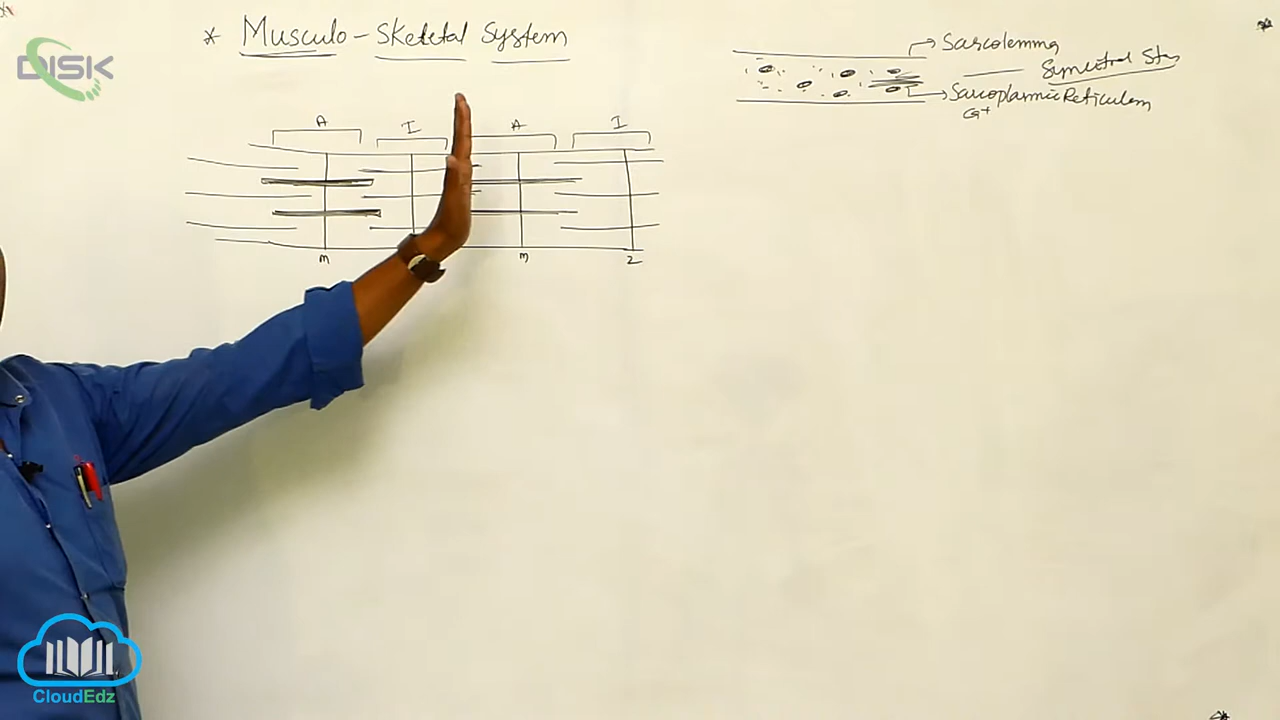 DISK
* Musculo-Skeletal System
A I A I
m m Z
Sarcolemma
Sarcoplasmic Reticulum
Ca+
CloudEdz